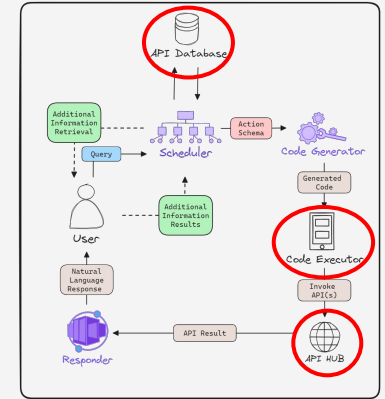 API Database
Additional
Information
Retrieval
Action
Schema
Query
Scheduler
Code Generator
Generated
Code
Additional
Information
Results
User
Code Executor
Natural
Language
Response
Invoke
API(s)
API Result
Responder
API HUB